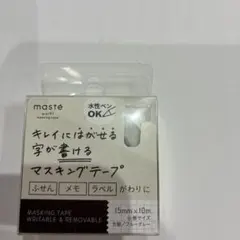 masté
水性ペン
OK
キレイにはがせる
字が書ける
マスキングテープ
ふせん メモ ラベル がわりに
MASKING TAPE
WRITABLE & REMOVABLE
15mm×10m